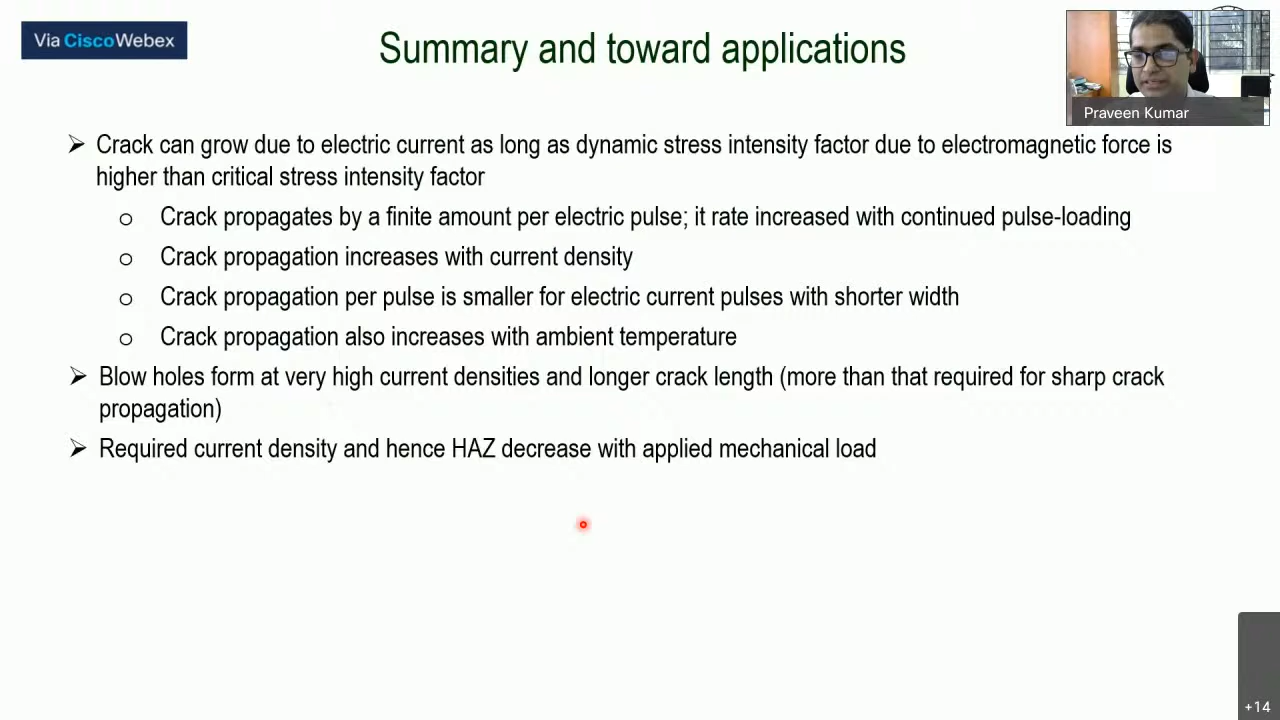 Via CiscoWebex
Summary and toward applications
Praveen Kumar
➢ Crack can grow due to electric current as long as dynamic stress intensity factor due to electromagnetic force is
higher than critical stress intensity factor
o Crack propagates by a finite amount per electric pulse; it rate increased with continued pulse-loading
o Crack propagation increases with current density
o Crack propagation per pulse is smaller for electric current pulses with shorter width
o Crack propagation also increases with ambient temperature
➢ Blow holes form at very high current densities and longer crack length (more than that required for sharp crack
propagation)
➢ Required current density and hence HAZ decrease with applied mechanical load
+14